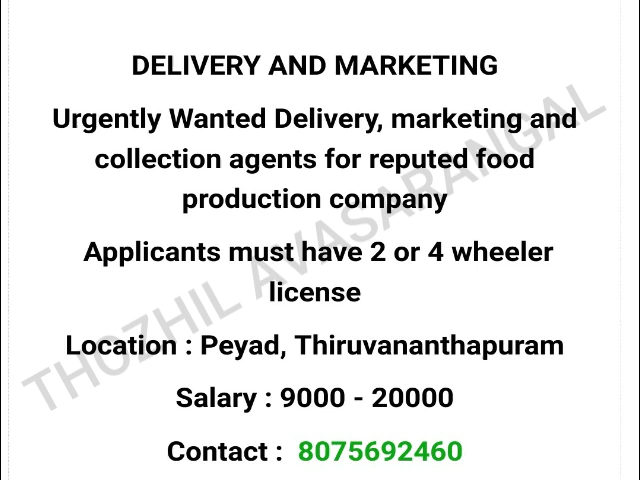 DELIVERY AND MARKETING
Urgently Wanted Delivery, marketing and
collection agents for reputed food
production company
Applicants must have 2 or 4 wheeler
license
Location : Peyad, Thiruvananthapuram
Salary : 9000 - 20000
Contact : 8075692460
THOZHIL AVASARANGAL